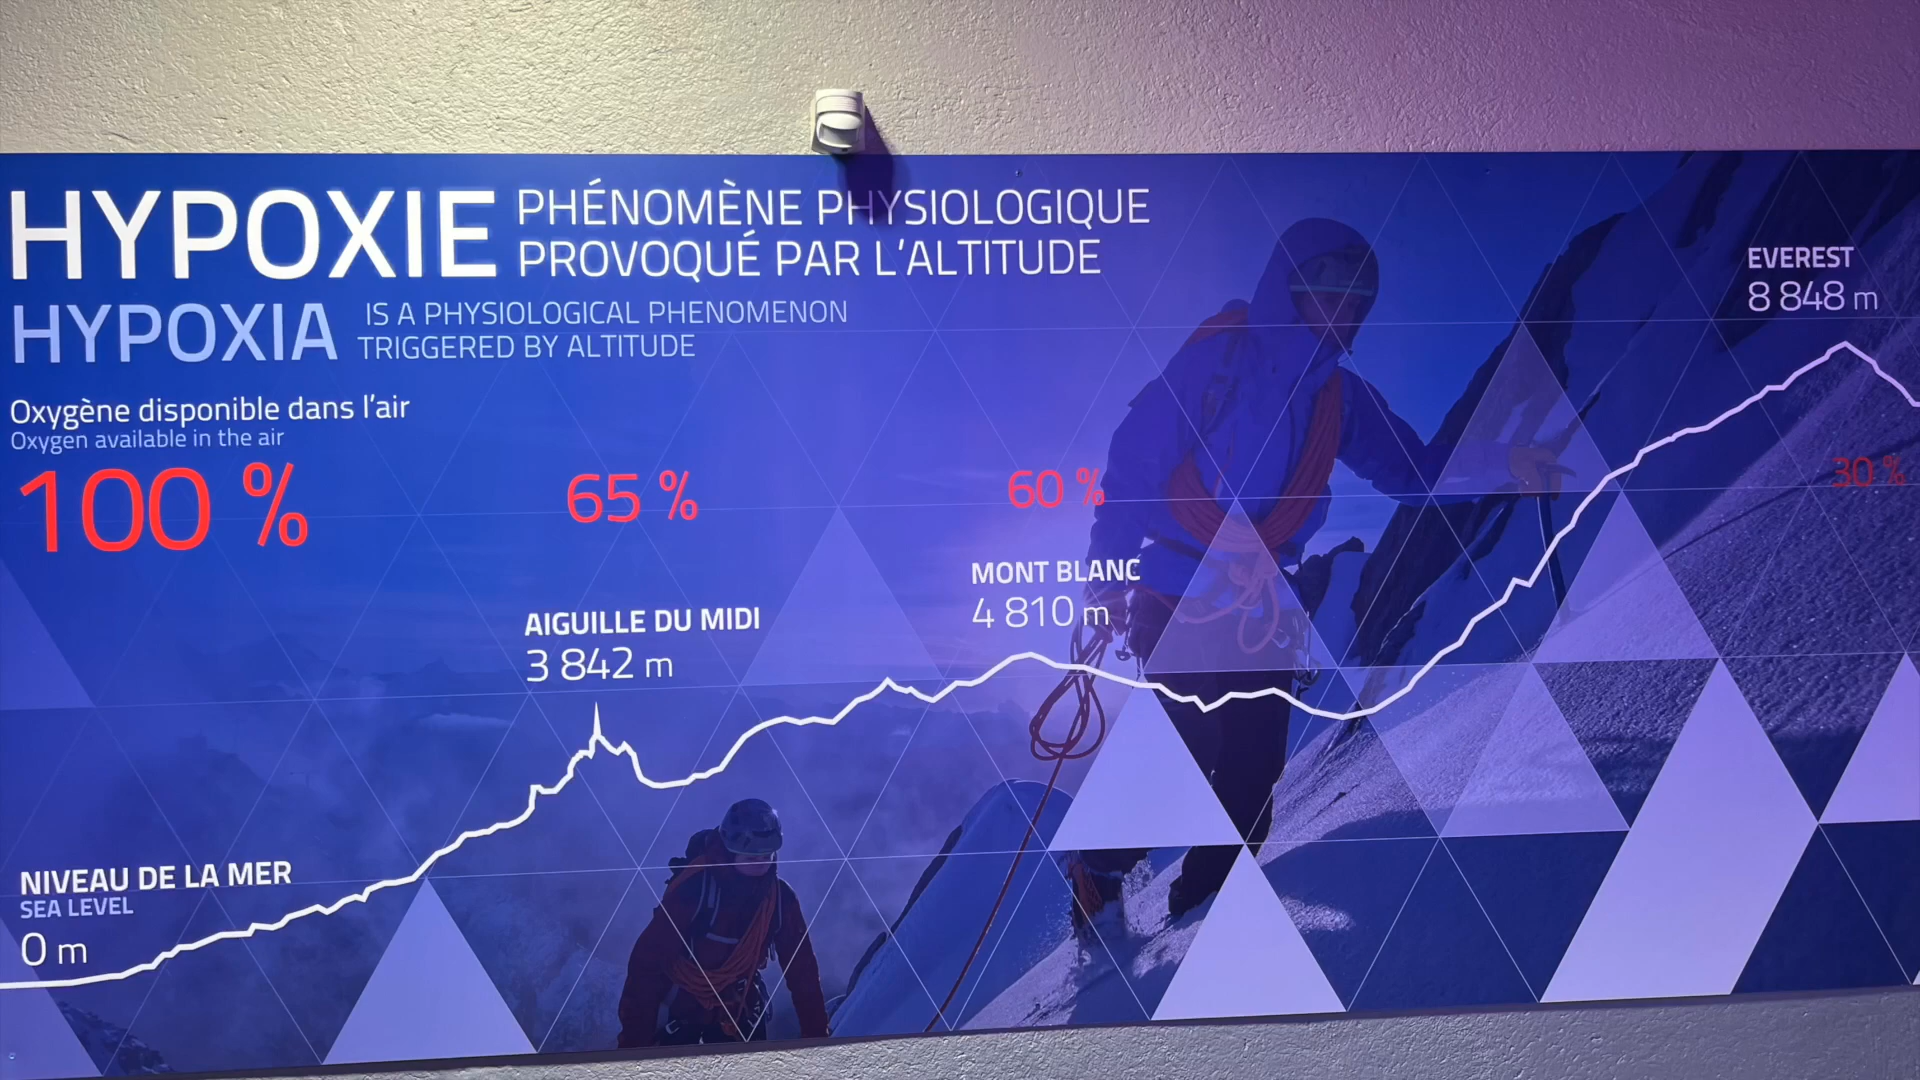 HYPOXIE PHÉNOMÈNE PHYSIOLOGIQUE
PROVOQUÉ PAR L'ALTITUDE
HYPOXIA IS A PHYSIOLOGICAL PHENOMENON
TRIGGERED BY ALTITUDE
Oxygène disponible dans l'air
Oxygen available in the air
100 %
65 %
60 %
30 %
NIVEAU DE LA MER
SEA LEVEL
0 m
AIGUILLE DU MIDI
3 842 m
MONT BLANC
4 810 m
EVEREST
8 848 m